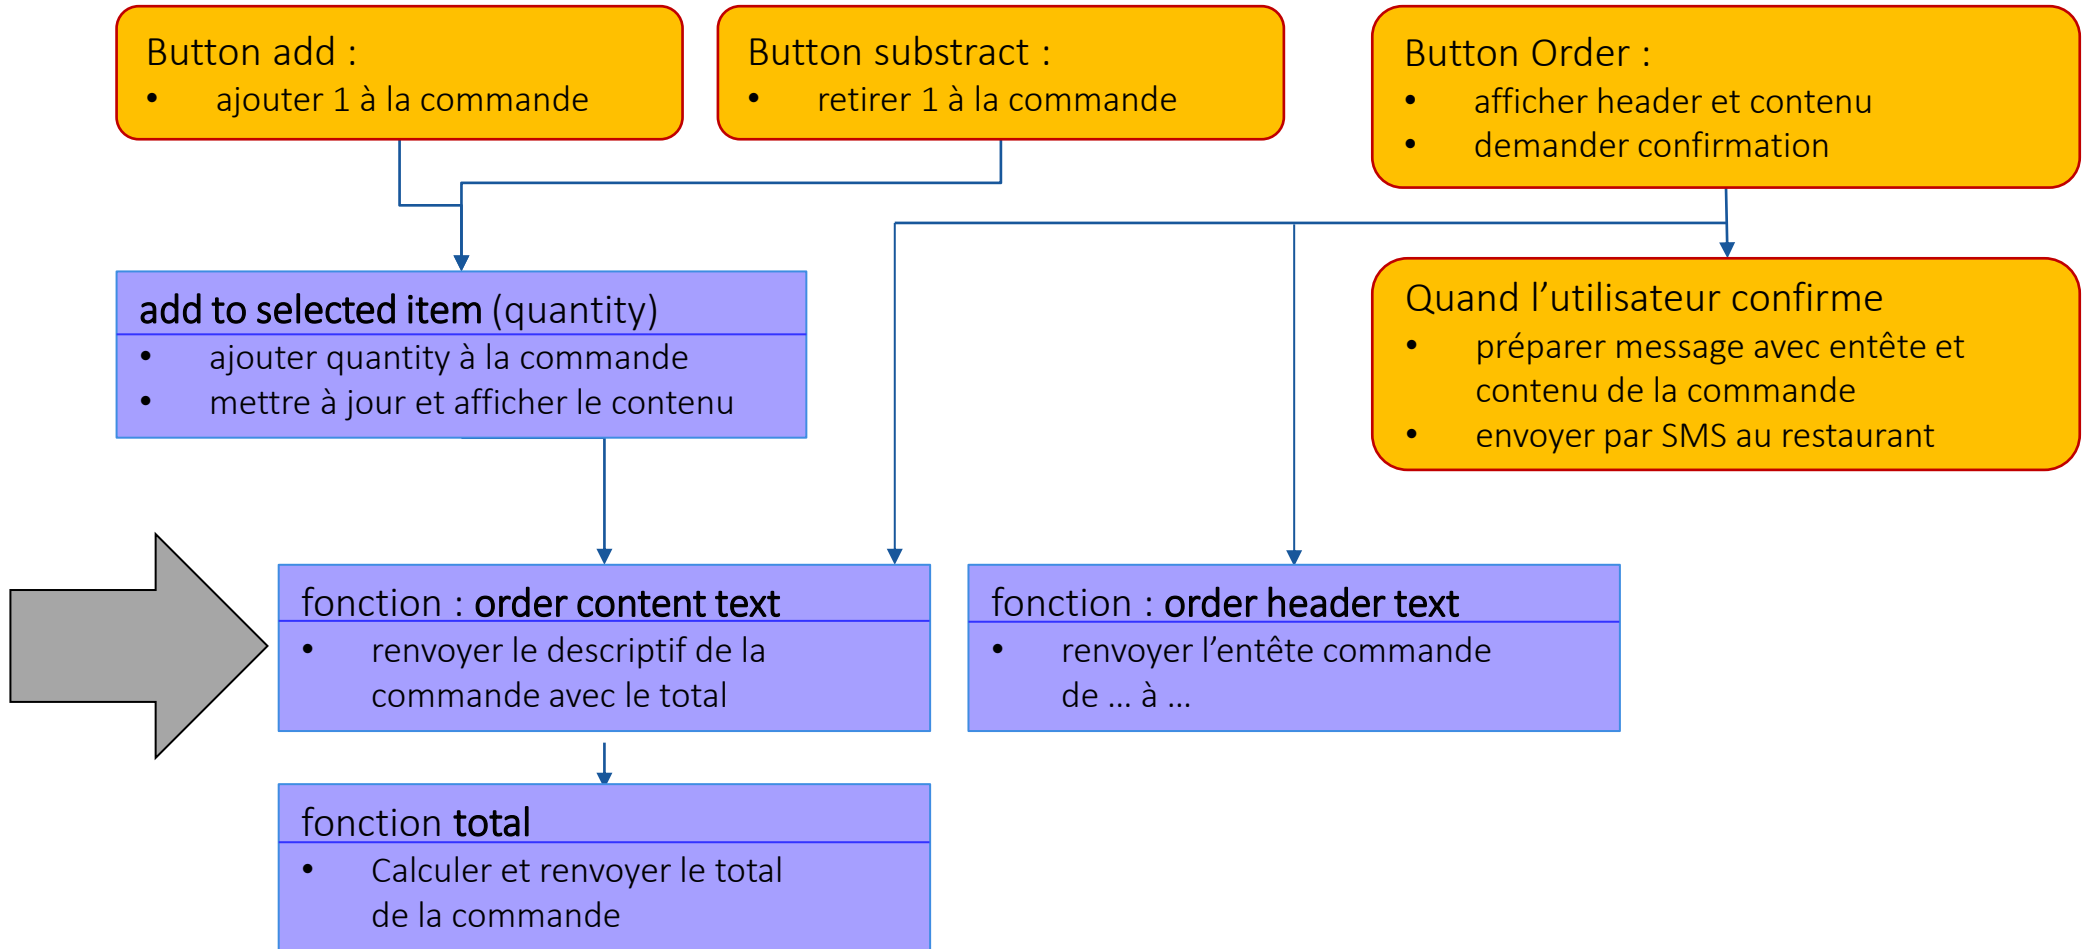 Button add :
• ajouter 1 à la commande
Button substract :
• retirer 1 à la commande
Button Order :
• afficher header et contenu
• demander confirmation
add to selected item (quantity)
• ajouter quantity à la commande
• mettre à jour et afficher le contenu
Quand l’utilisateur confirme
• préparer message avec entête et
contenu de la commande
• envoyer par SMS au restaurant
fonction : order content text
• renvoyer le descriptif de la
commande avec le total
fonction : order header text
• renvoyer l’entête commande
de … à …
fonction total
• Calculer et renvoyer le total
de la commande